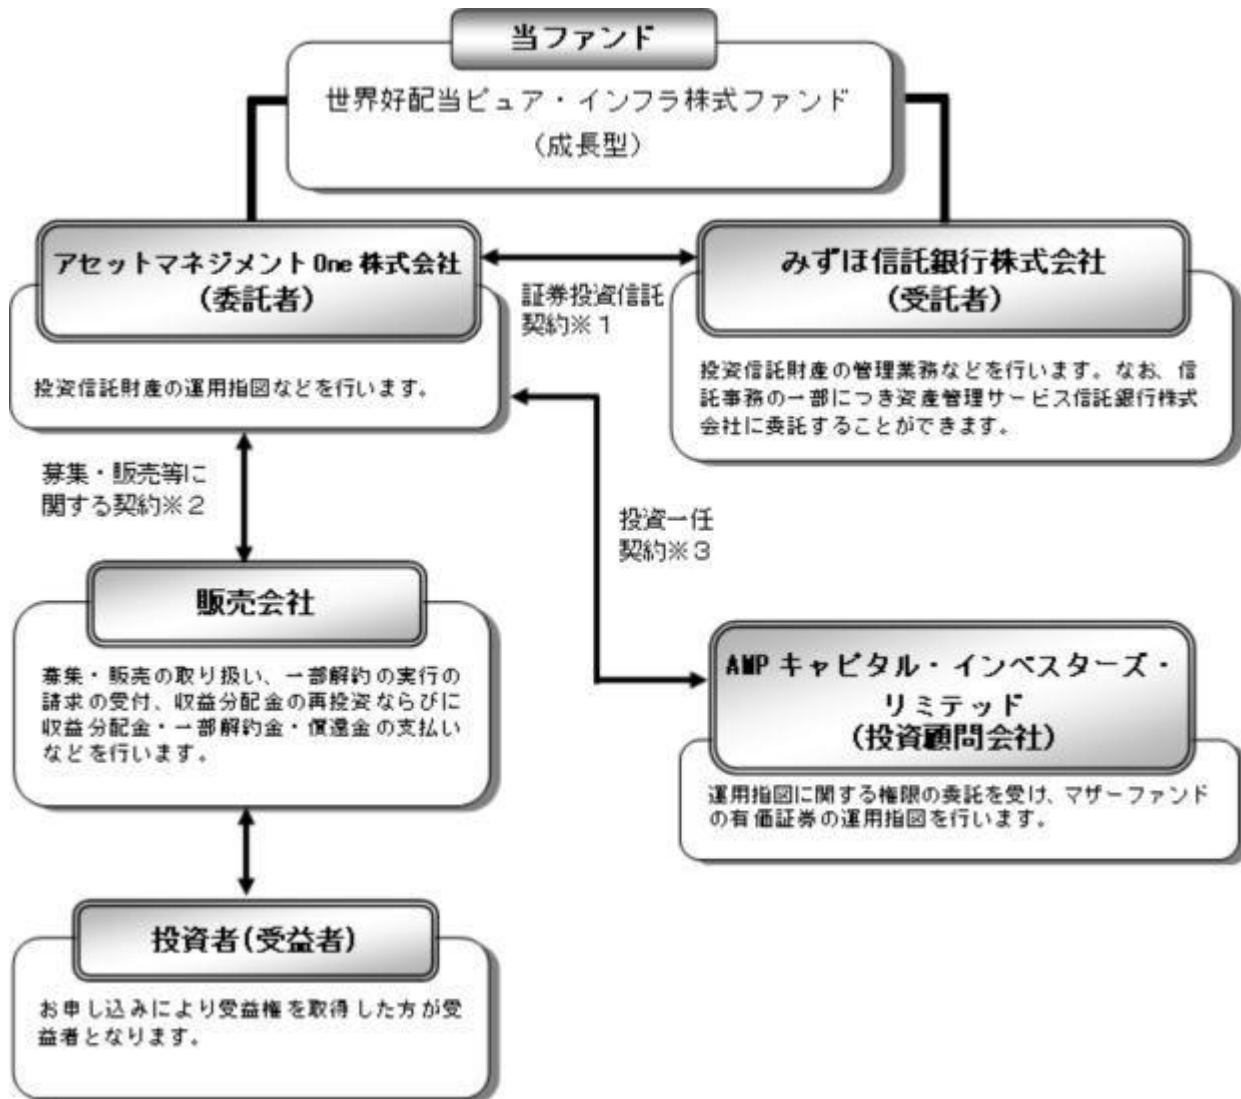 当ファンド
世界好配当ピュア・インフラ株式ファンド
（成長型）
アセットマネジメントOne 株式会社
（委託者）
投資信託財産の運用指図などを行います。
証券投資信託
契約※１
みずほ信託銀行株式会社
（受託者）
投資信託財産の管理業務などを行います。なお、信
託事務の一部につき資産管理サービス信託銀行株式
会社に委託することができます。
募集・販売等に
関する契約※２
投資一任
契約※３
販売会社
募集・販売の取り扱い、一部解約の実行の
請求の受付、収益分配金の再投資ならびに
収益分配金・一部解約金・償還金の支払い
などを行います。
AMP キャピタル・インベスターズ・
リミテッド
（投資顧問会社）
運用指図に関する権限の委託を受け、マザーファンド
の有価証券の運用指図を行います。
投資者(受益者)
お申し込みにより受益権を取得した方が受
益者となります。